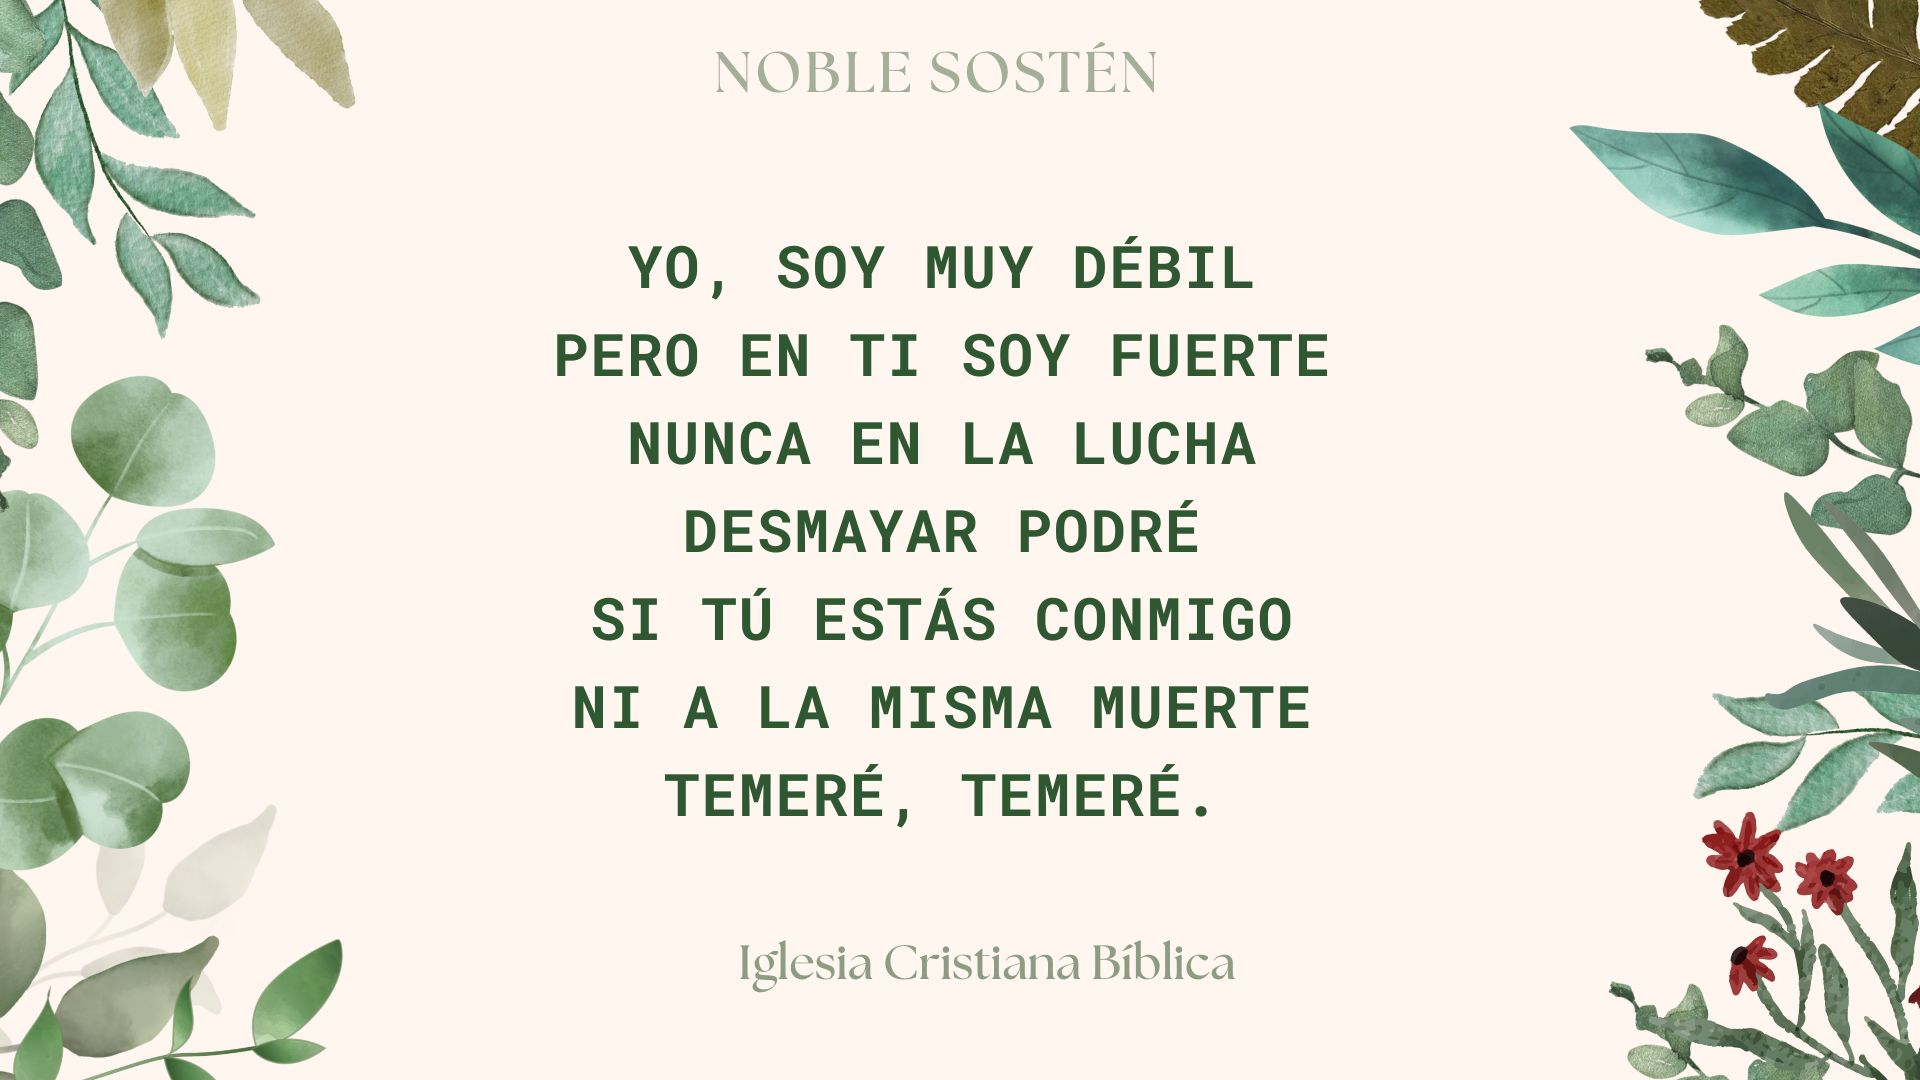 NOBLE SOSTÉN
YO, SOY MUY DÉBIL
PERO EN TI SOY FUERTE
NUNCA EN LA LUCHA
DESMAYAR PODRÉ
SI TÚ ESTÁS CONMIGO
NI A LA MISMA MUERTE
TEMERÉ, TEMERÉ.
Iglesia Cristiana Bíblica